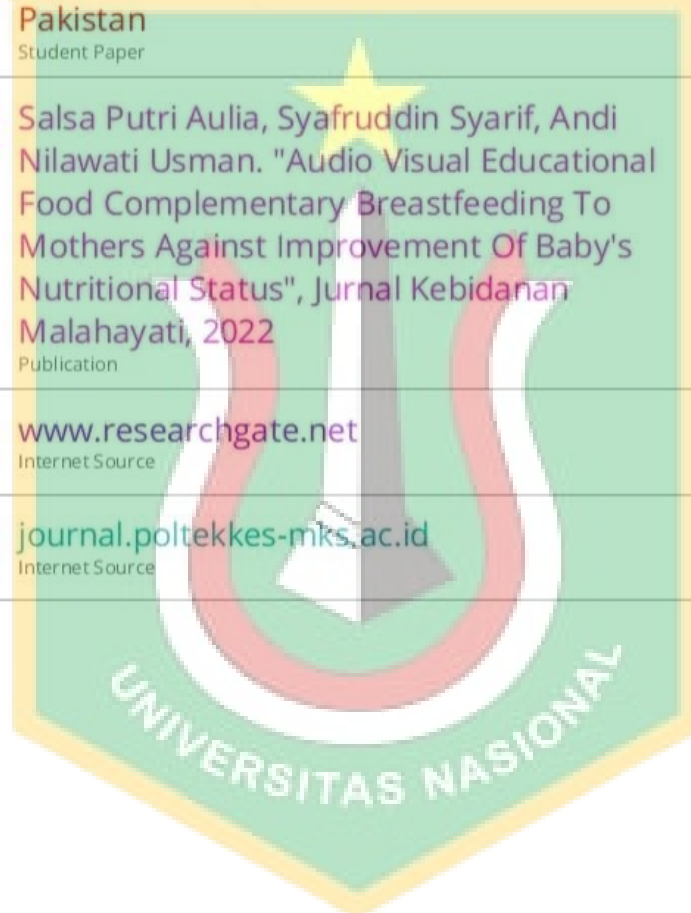 Pakistan
Student Paper
Salsa Putri Aulia, Syafruddin Syarif, Andi
Nilawati Usman. "Audio Visual Educational
Food Complementary Breastfeeding To
Mothers Against Improvement Of Baby's
Nutritional Status", Jurnal Kebidanan
Malahayati, 2022
Publication
www.researchgate.net
Internet Source
journal.poltekkes-mks.ac.id
Internet Source
UNIVERSITAS NASIONAL